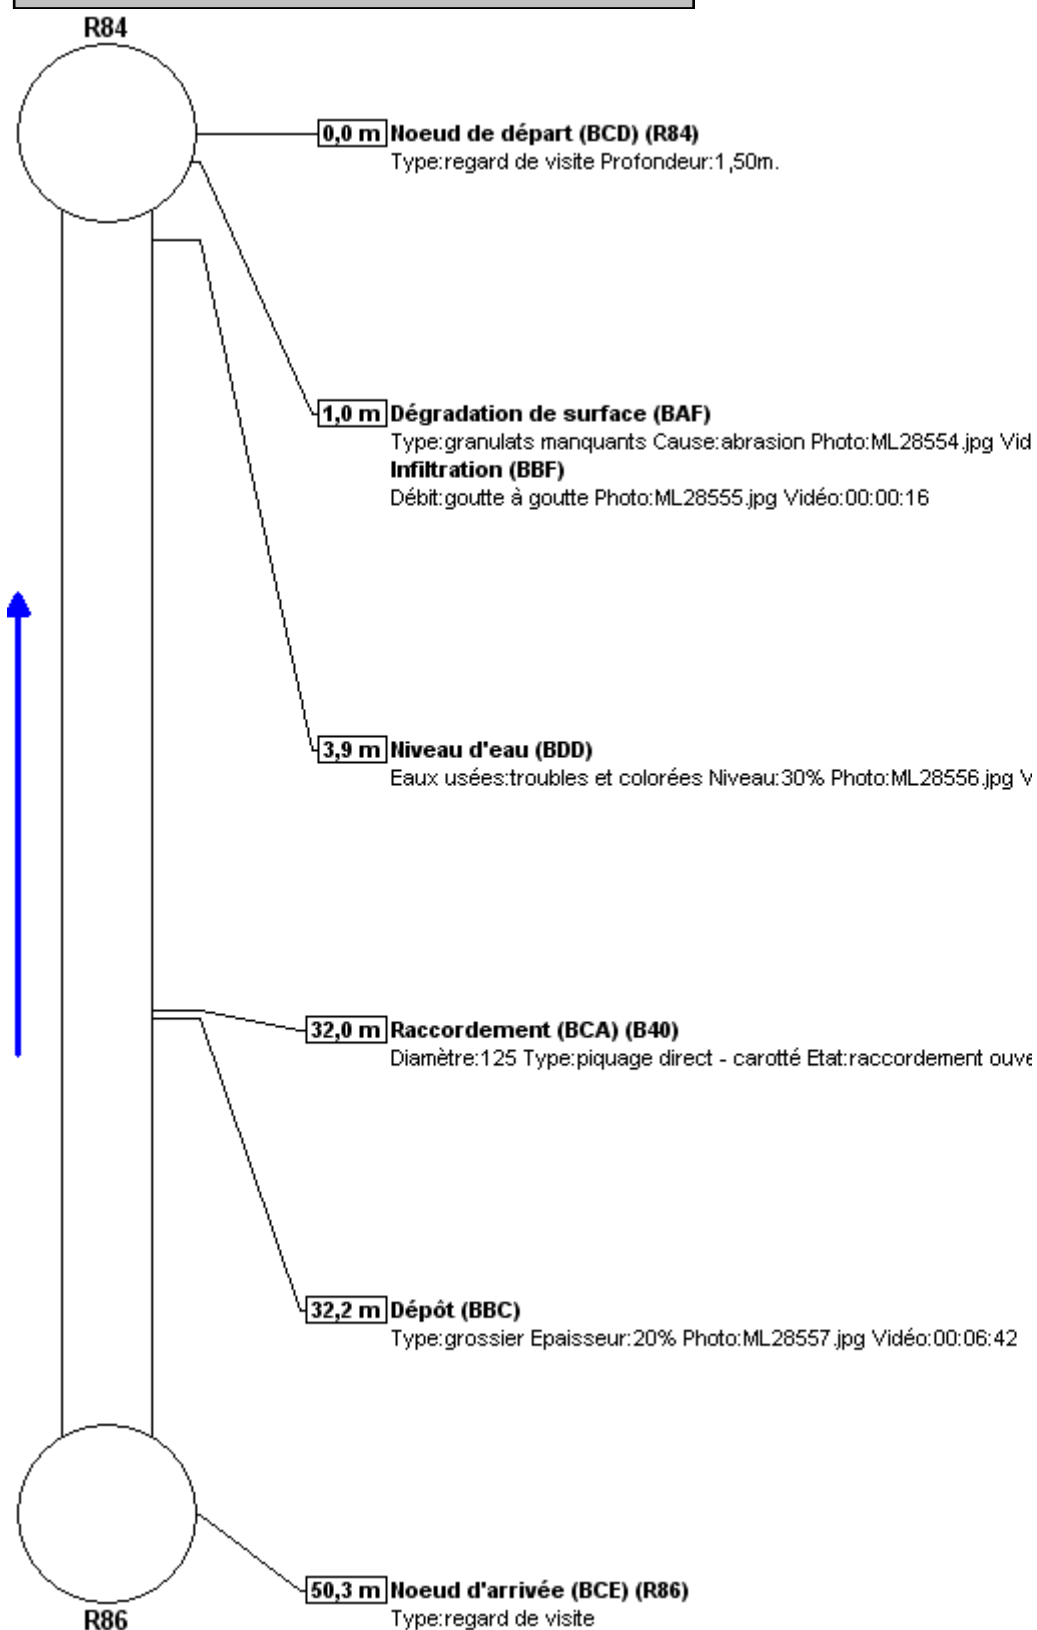 R84
0,0 m Noeud de départ (BCD) (R84)
Type:regard de visite Profondeur:1,50m.
1,0 m Dégradation de surface (BAF)
Type:granulats manquants Cause:abrasion Photo:ML28554.jpg Vid
Infiltration (BBF)
Débit:goutte à goutte Photo:ML28555.jpg Vidéo:00:00:16
3,9 m Niveau d'eau (BDD)
Eaux usées:troubles et colorées Niveau:30% Photo:ML28556.jpg V
32,0 m Raccordement (BCA) (B40)
Diamètre:125 Type:piquage direct - carotté Etat:raccordement ouve
32,2 m Dépôt (BBC)
Type:grossier Epaisseur:20% Photo:ML28557.jpg Vidéo:00:06:42
50,3 m Noeud d'arrivée (BCE) (R86)
Type:regard de visite
R86